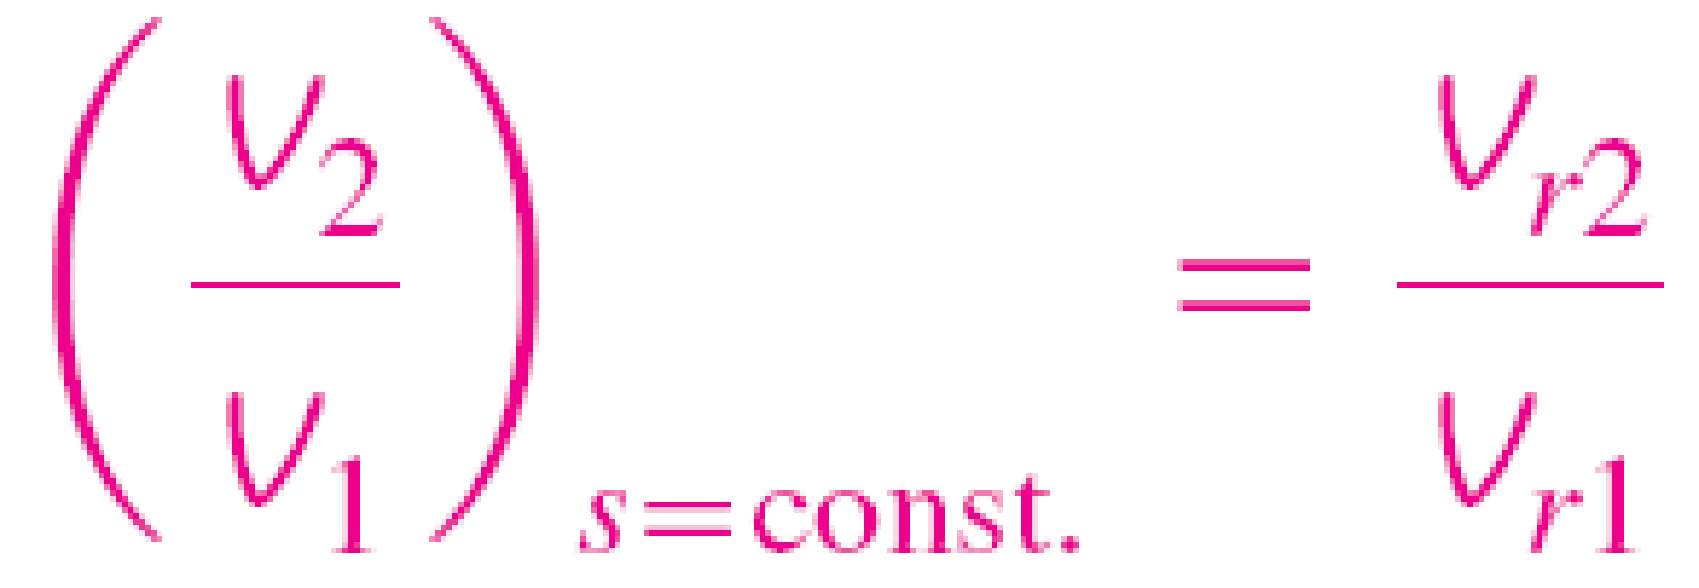 (v₂/v₁)ₛ₌const. = vᵣ₂/vᵣ₁